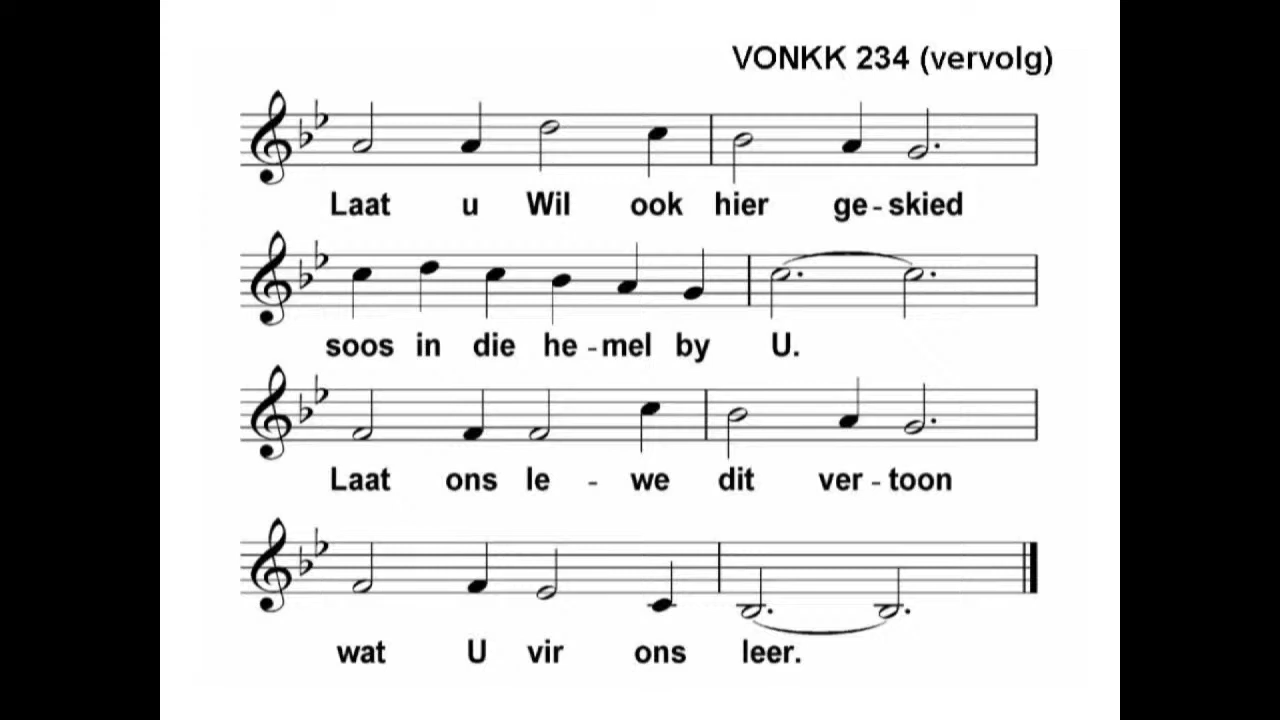 VONKK 234 (vervolg)
Laat u Wil ook hier ge-skied
soos in die he-mel by U.
Laat ons le-we dit ver-toon
wat U vir ons leer.